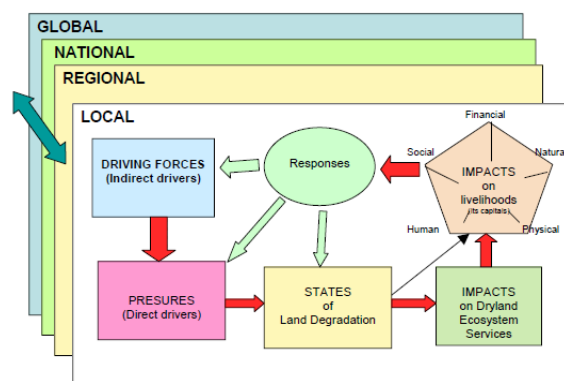 GLOBAL
NATIONAL
REGIONAL
LOCAL
Financial
Social
Natura
DRIVING FORCES
(Indirect drivers)
Responses
IMPACTS
on
livelihoods
(its capitals)
Human
Physical
PRESURES
(Direct drivers)
STATES
of
Land Degradation
IMPACTS
on Dryland
Ecosystem
Services